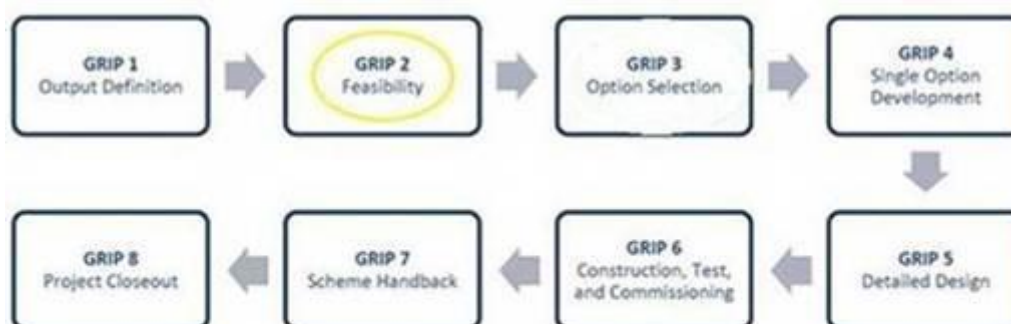 GRIP 1
Output Definition
GRIP 2
Feasibility
GRIP 3
Option Selection
GRIP 4
Single Option
Development
GRIP 8
Project Closeout
GRIP 7
Scheme Handback
GRIP 6
Construction, Test,
and Commissioning
GRIP 5
Detailed Design